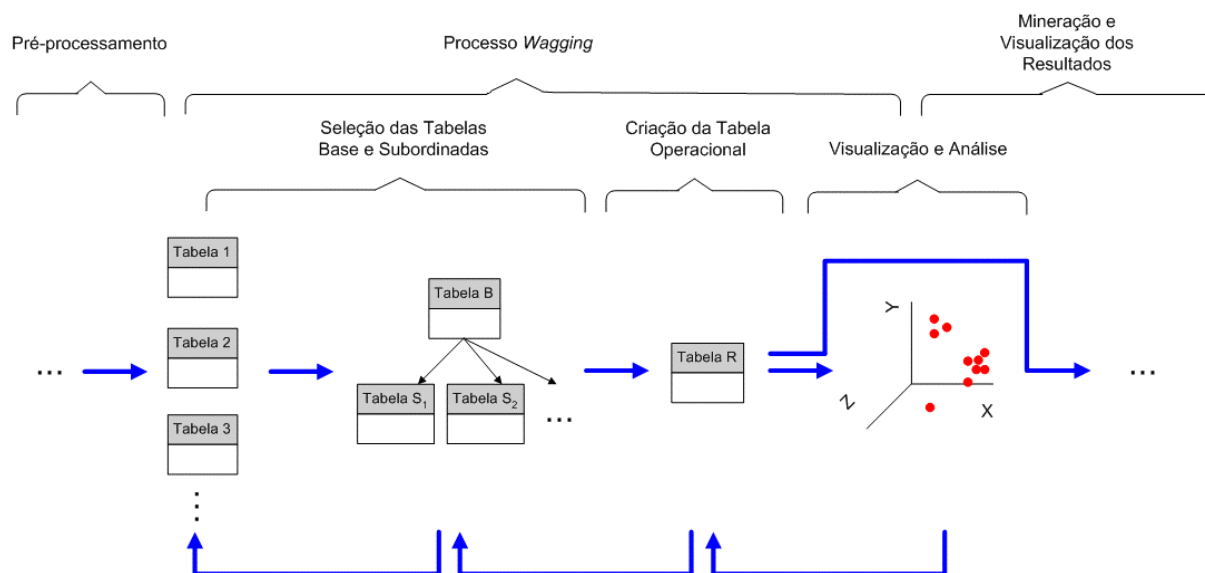 Pré-processamento
Processo Wagging
Mineração e
Visualização dos
Resultados
Seleção das Tabelas
Base e Subordinadas
Criação da Tabela
Operacional
Visualização e Análise
Tabela 1
Tabela 2
Tabela 3
Tabela B
Tabela S1
Tabela S2
Tabela R
Y
Z
X
...
...
...
...